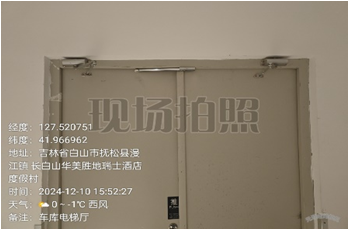 现场拍照
经度：127.520751
纬度：41.966962
地址：吉林省白山市抚松县漫
江镇 长白山华美胜地瑞士酒店
度假村
时间：2024-12-10 15:52:27
天气：⛅ 0 ~ -1℃ 西风
备注：车库电梯厅